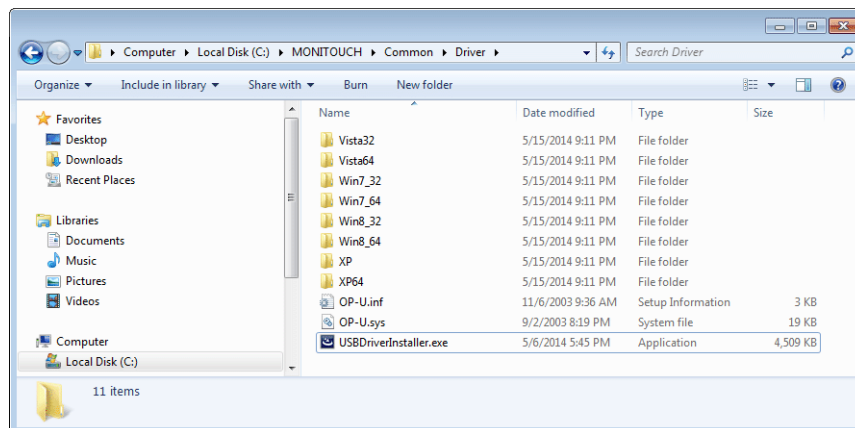 Computer Local Disk (C:) MONITOUCH Common Driver Search Driver
Organize Include in library Share with Burn New folder
Favorites
Desktop
Downloads
Recent Places
Libraries
Documents
Music
Pictures
Videos
Computer
Local Disk (C:)
Name Date modified Type Size
Vista32 5/15/2014 9:11 PM File folder
Vista64 5/15/2014 9:11 PM File folder
Win7_32 5/15/2014 9:11 PM File folder
Win7_64 5/15/2014 9:11 PM File folder
Win8_32 5/15/2014 9:11 PM File folder
Win8_64 5/15/2014 9:11 PM File folder
XP 5/15/2014 9:11 PM File folder
XP64 5/15/2014 9:11 PM File folder
OP-U.inf 11/6/2003 9:36 AM Setup Information 3 KB
OP-U.sys 9/2/2003 8:19 PM System file 19 KB
USBDriverInstaller.exe 5/6/2014 5:45 PM Application 4,509 KB
11 items